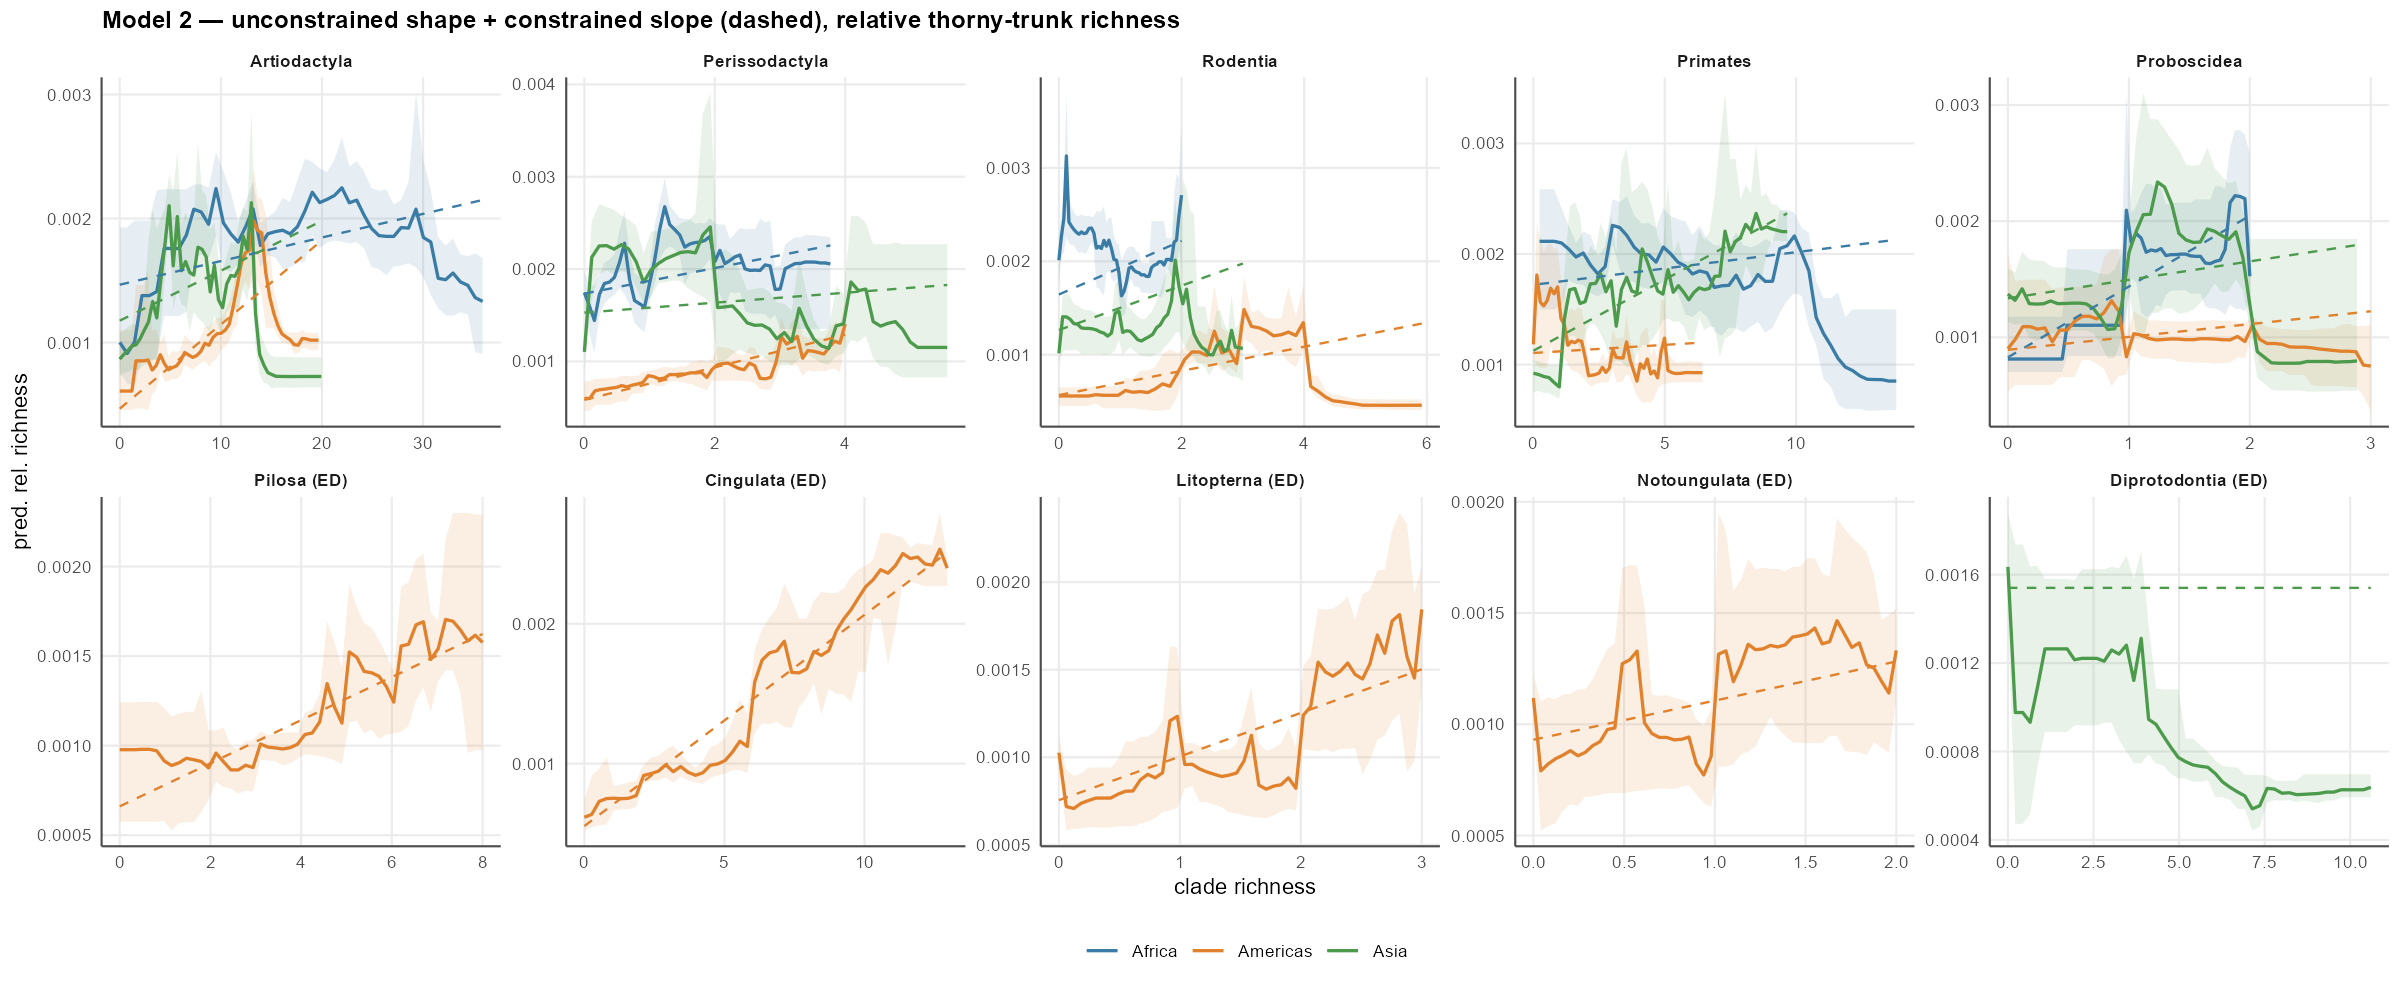 Model 2 — unconstrained shape + constrained slope (dashed), relative thorny-trunk richness
Artiodactyla
Perissodactyla
Rodentia
Primates
Proboscidea
0.003
0.002
0.001
0 10 20 30
0.004
0.003
0.002
0.001
0 2 4
0.003
0.002
0.001
0 2 4 6
0.003
0.002
0.001
0 5 10
0.003
0.002
0.001
0 1 2 3
pred. rel. richness
Pilosa (ED)
Cingulata (ED)
Litopterna (ED)
Notoungulata (ED)
Diprotodontia (ED)
0.0020
0.0015
0.0010
0.0005
0 2 4 6 8
0.002
0.001
0 5 10
0.0020
0.0015
0.0010
0.0005
0 1 2 3
0.0020
0.0015
0.0010
0.0005
0.0 0.5 1.0 1.5 2.0
0.0016
0.0012
0.0008
0.0004
0.0 2.5 5.0 7.5 10.0
clade richness
Africa Americas Asia